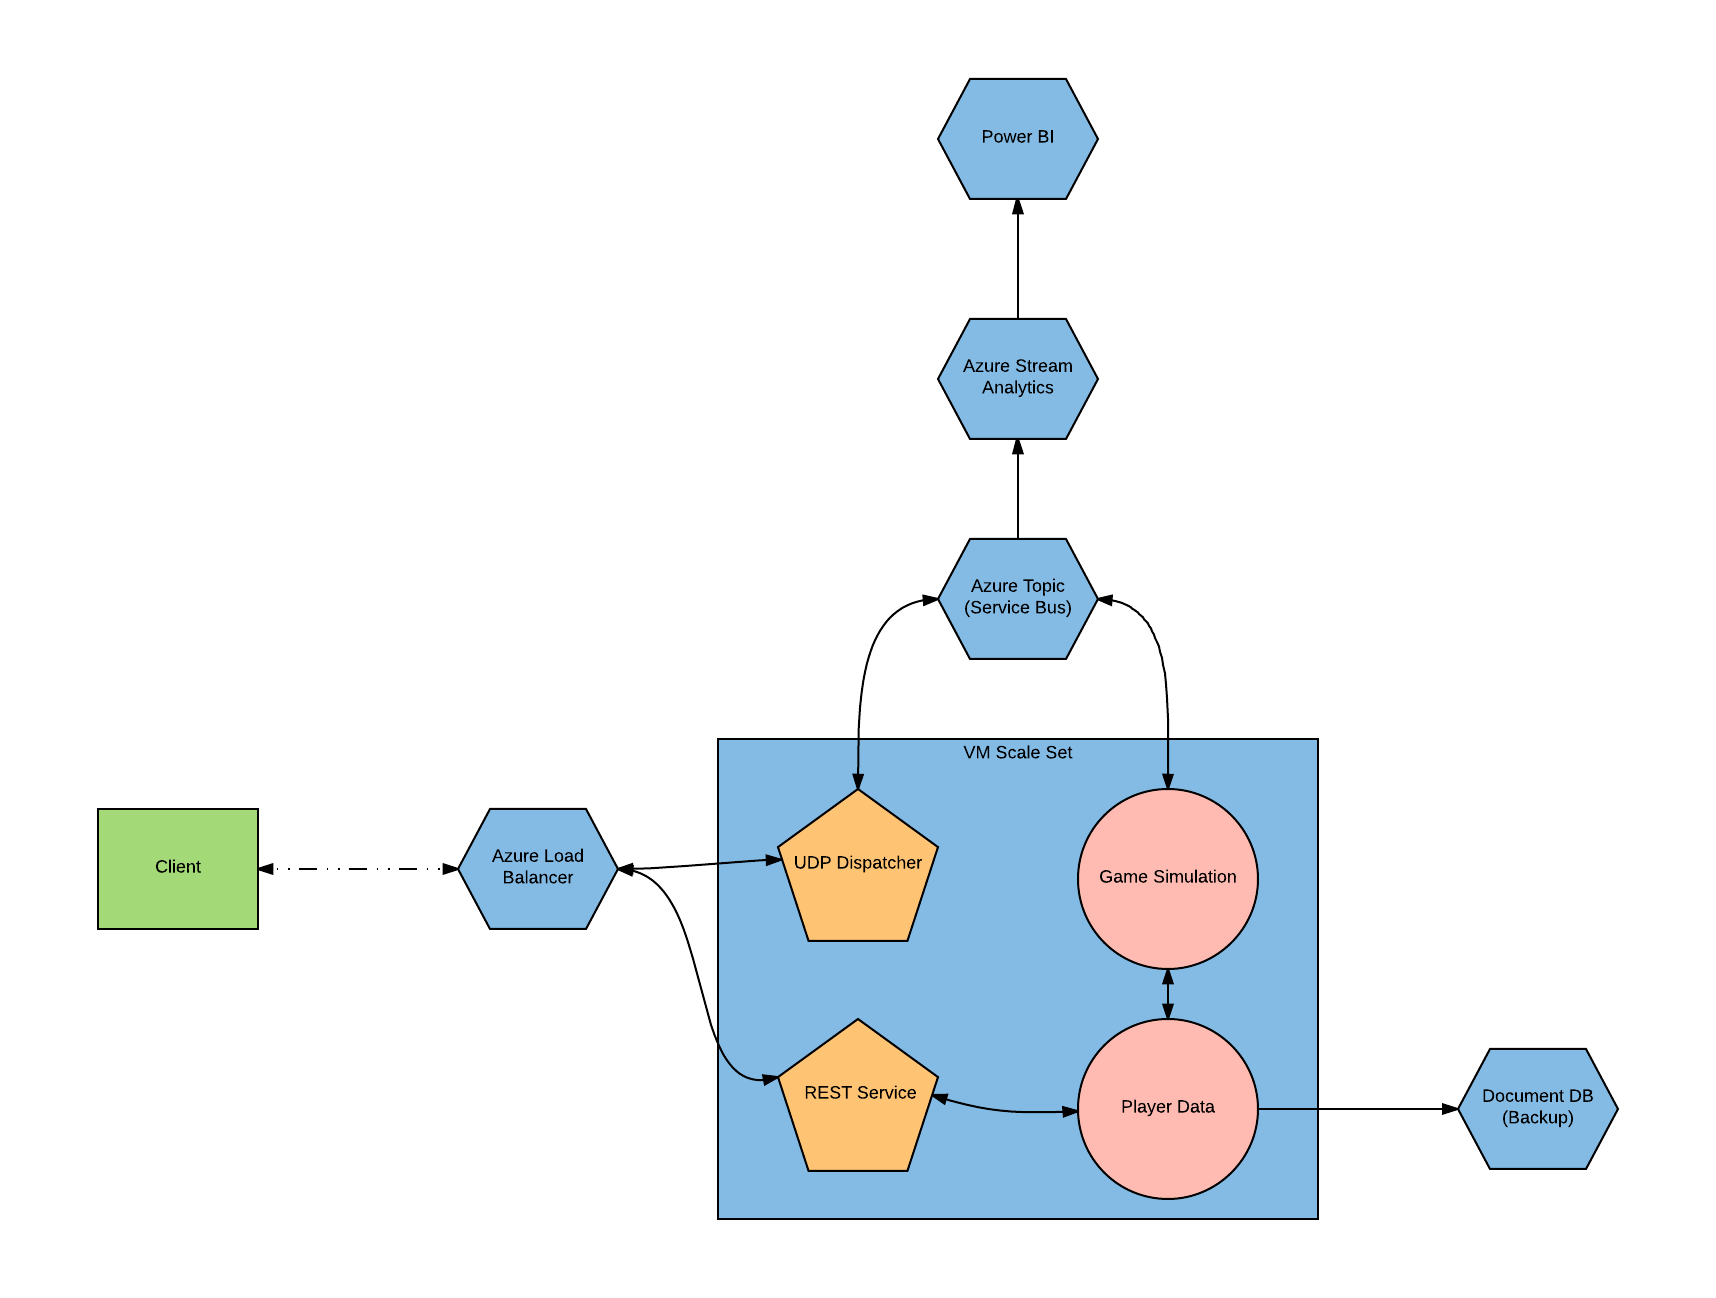 Power BI
Azure Stream
Analytics
Azure Topic
(Service Bus)
VM Scale Set
Client
Azure Load
Balancer
UDP Dispatcher
Game Simulation
REST Service
Player Data
Document DB
(Backup)